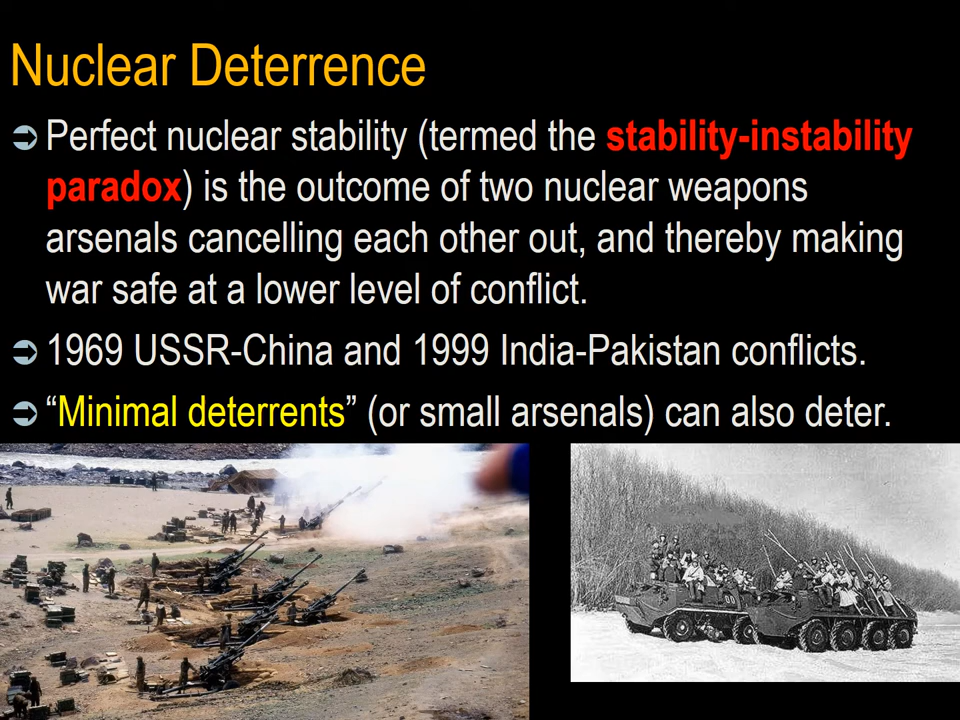 Nuclear Deterrence
Perfect nuclear stability (termed the stability-instability
paradox) is the outcome of two nuclear weapons
arsenals cancelling each other out, and thereby making
war safe at a lower level of conflict.
1969 USSR-China and 1999 India-Pakistan conflicts.
“Minimal deterrents” (or small arsenals) can also deter.